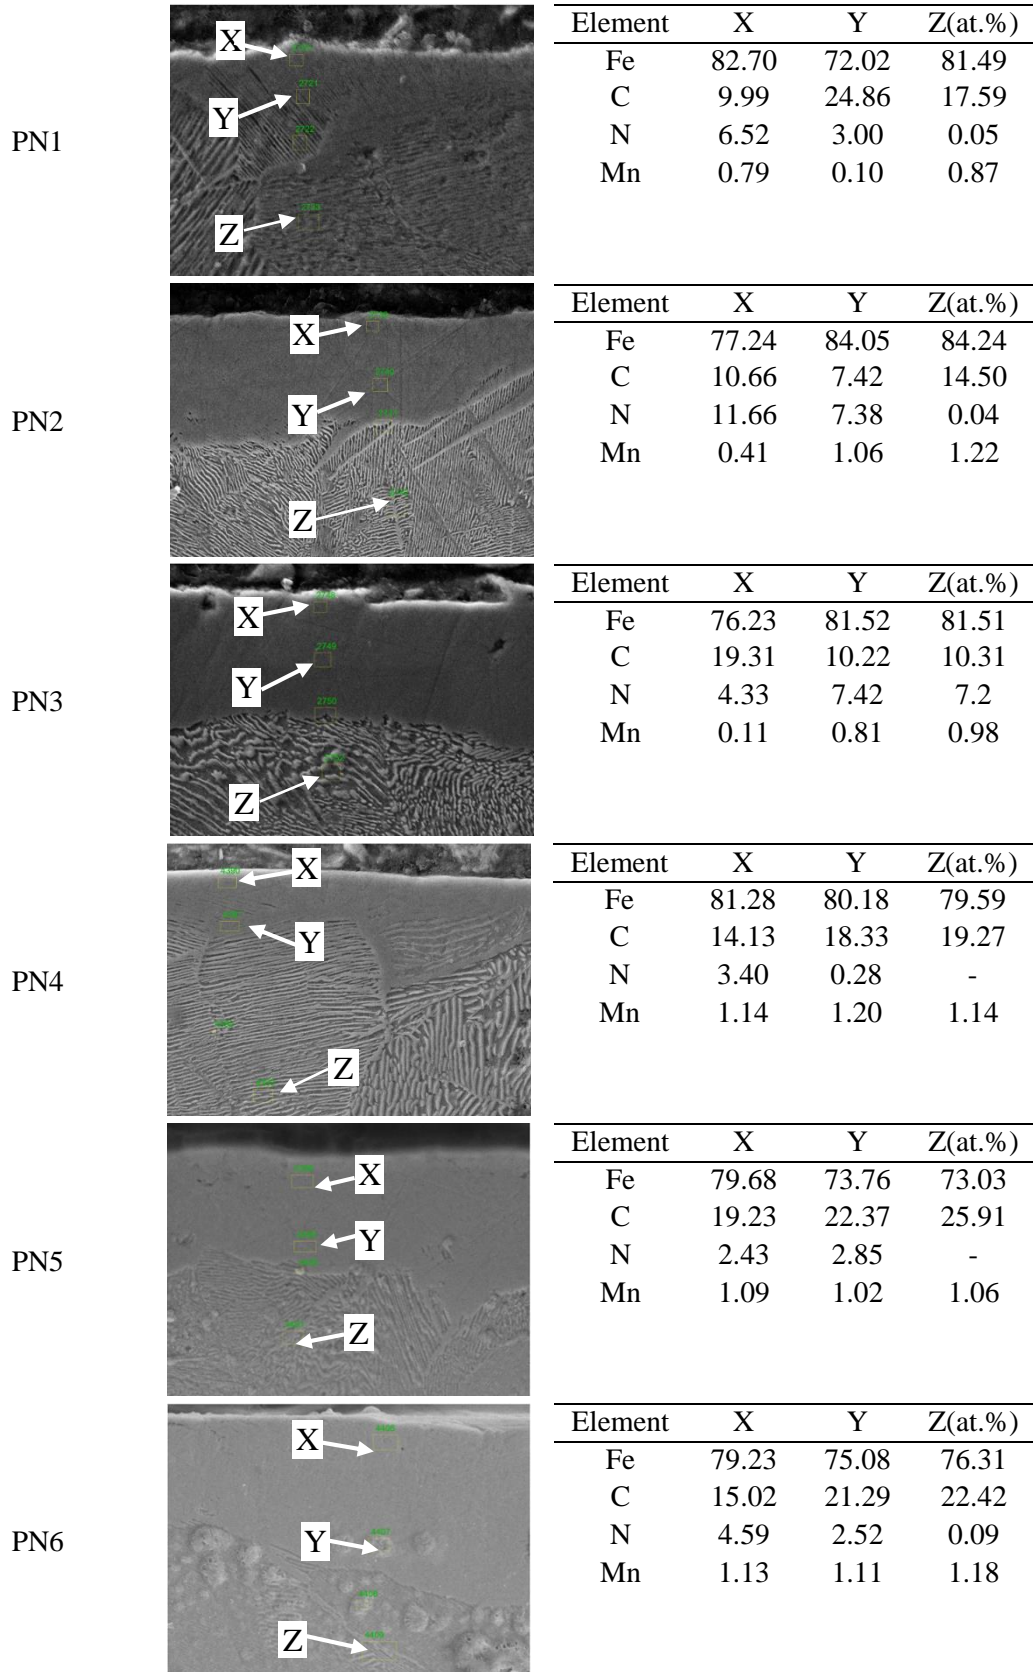 PN1
X
Y
Z
2721
2722
Element X Y Z(at.%)
Fe 82.70 72.02 81.49
C 9.99 24.86 17.59
N 6.52 3.00 0.05
Mn 0.79 0.10 0.87
PN2
X
Y
Z
Element X Y Z(at.%)
Fe 77.24 84.05 84.24
C 10.66 7.42 14.50
N 11.66 7.38 0.04
Mn 0.41 1.06 1.22
PN3
X
Y
Z
2749
2750
Element X Y Z(at.%)
Fe 76.23 81.52 81.51
C 19.31 10.22 10.31
N 4.33 7.42 7.2
Mn 0.11 0.81 0.98
PN4
X
Y
Z
Element X Y Z(at.%)
Fe 81.28 80.18 79.59
C 14.13 18.33 19.27
N 3.40 0.28 -
Mn 1.14 1.20 1.14
PN5
X
Y
Z
Element X Y Z(at.%)
Fe 79.68 73.76 73.03
C 19.23 22.37 25.91
N 2.43 2.85 -
Mn 1.09 1.02 1.06
PN6
X
Y
Z
Element X Y Z(at.%)
Fe 79.23 75.08 76.31
C 15.02 21.29 22.42
N 4.59 2.52 0.09
Mn 1.13 1.11 1.18